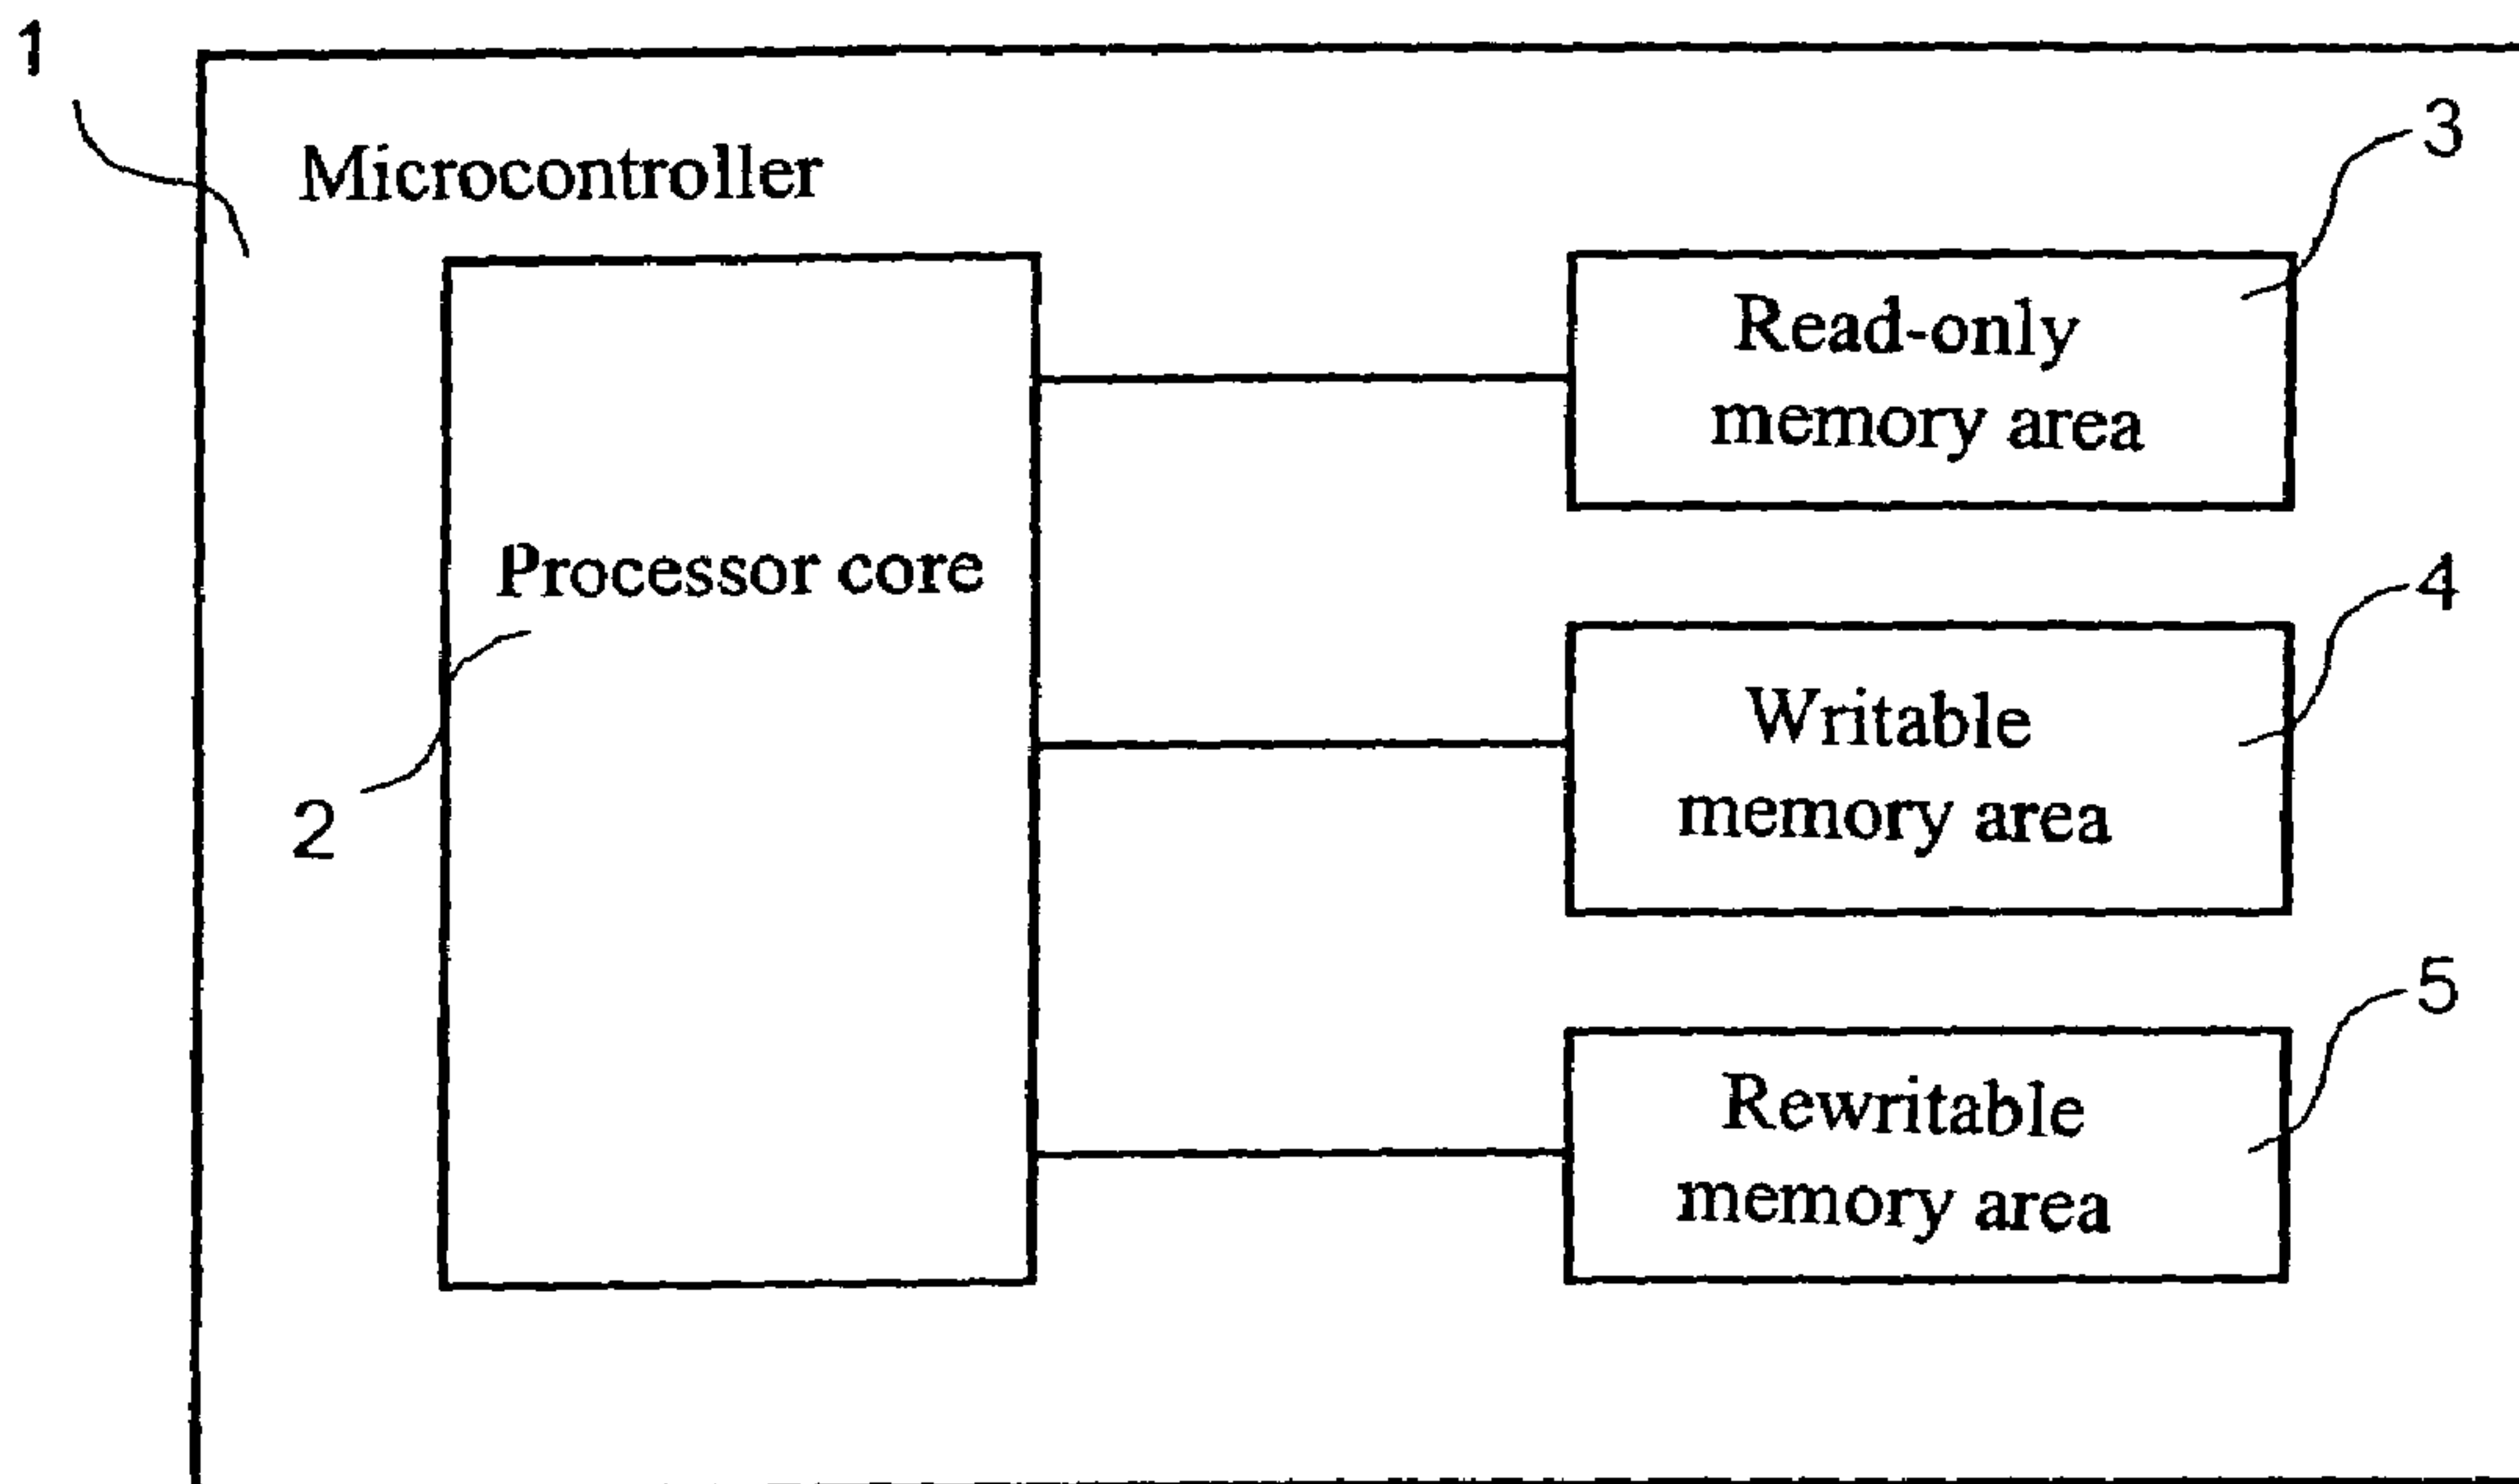 1
Microcontroller
3
Read-only
memory area
Processor core
4
Writable
memory area
2
5
Rewritable
memory area